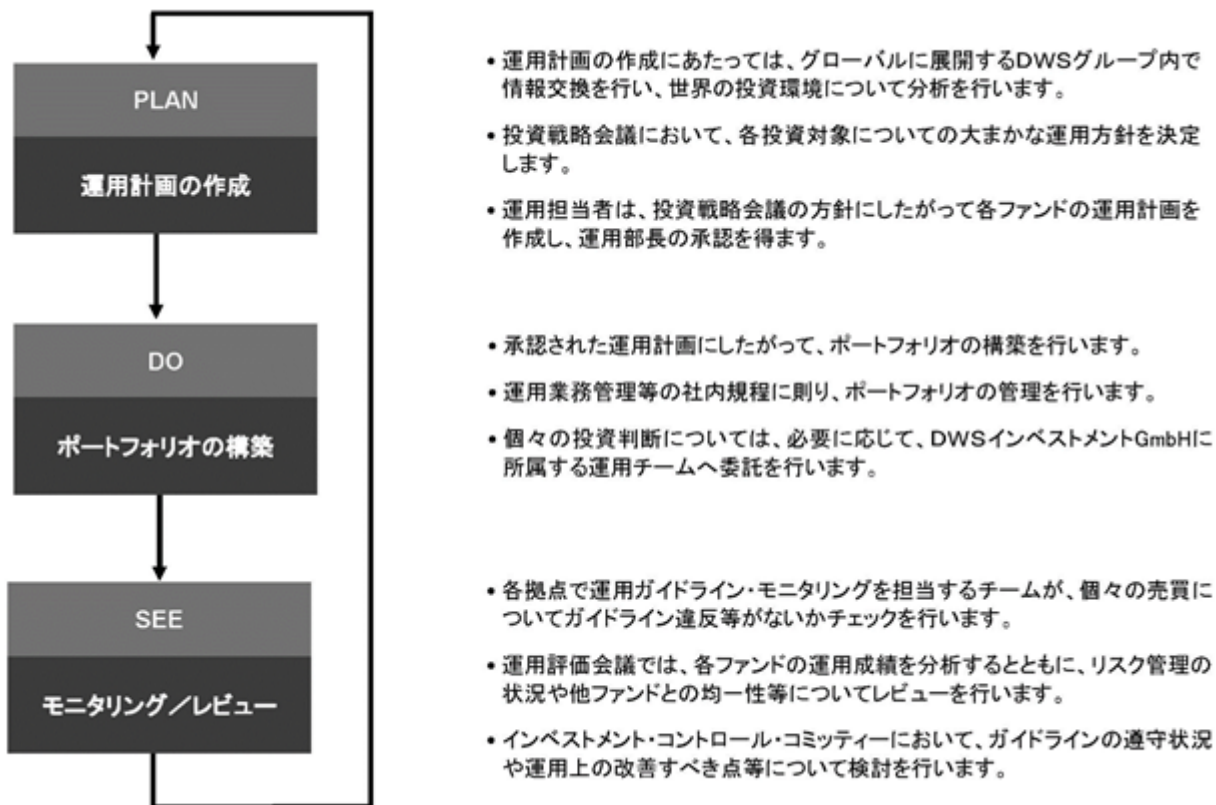 PLAN
運用計画の作成
• 運用計画の作成にあたっては、グローバルに展開するDWSグループ内で
情報交換を行い、世界の投資環境について分析を行います。
• 投資戦略会議において、各投資対象についての大まかな運用方針を決定
します。
• 運用担当者は、投資戦略会議の方針にしたがって各ファンドの運用計画を
作成し、運用部長の承認を得ます。
DO
ポートフォリオの構築
• 承認された運用計画にしたがって、ポートフォリオの構築を行います。
• 運用業務管理等の社内規程に則り、ポートフォリオの管理を行います。
• 個々の投資判断については、必要に応じて、DWSインベストメントGmbHに
所属する運用チームへ委託を行います。
SEE
モニタリング／レビュー
• 各拠点で運用ガイドライン・モニタリングを担当するチームが、個々の売買に
ついてガイドライン違反等がないかチェックを行います。
• 運用評価会議では、各ファンドの運用成績を分析するとともに、リスク管理の
状況や他ファンドとの均一性等についてレビューを行います。
• インベストメント・コントロール・コミッティーにおいて、ガイドラインの遵守状況
や運用上の改善すべき点等について検討を行います。